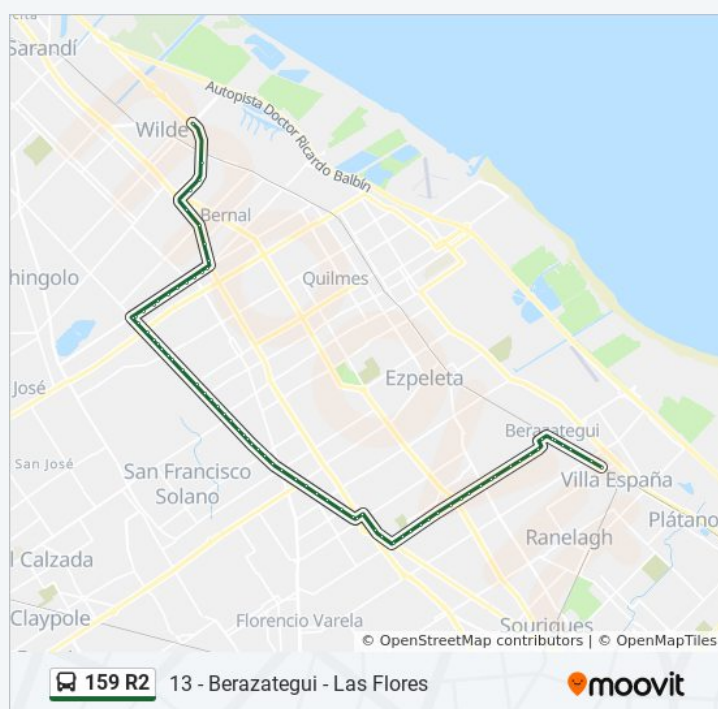 cita
Sarandí
Autopista Doctor Ricardo Balbín
Wilde
Bernal
hingolo
Quilmes
José
Ezpeleta
Berazategui
San José
San Francisco
Solano
Villa España
Plátano
Ranelagh
l Calzada
Claypole
Florencio Varela
Sourigues
© OpenStreetMap contributors | © OpenMapTiles
159 R2
13 - Berazategui - Las Flores
moovit